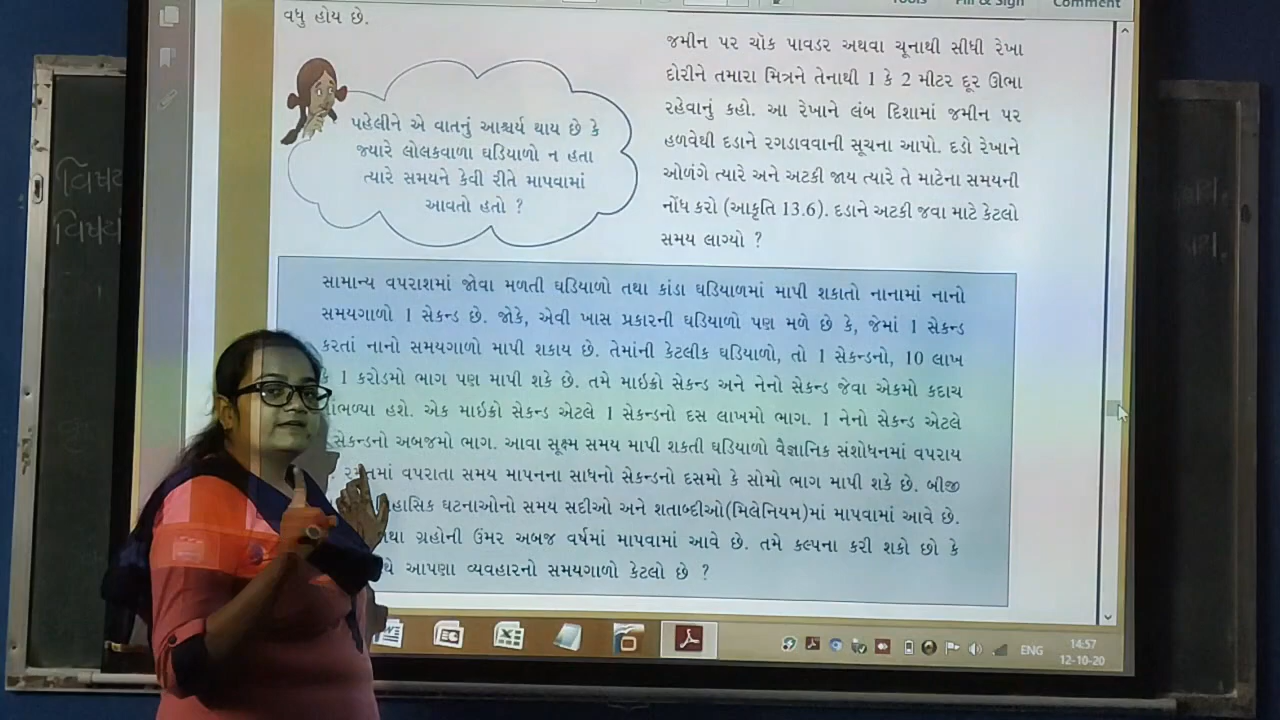 વધુ હોય છે.
Tools
Fill & Sign
Comment
પહેલીને એ વાતનું આશ્ચર્ય થાય છે કે
જ્યારે લોલકવાળા ઘડિયાળો ન હતા
ત્યારે સમયને કેવી રીતે માપવામાં
આવતો હતો ?
જમીન પર ચૉક પાવડર અથવા ચૂનાથી સીધી રેખા
દોરીને તમારા મિત્રને તેનાથી 1 કે 2 મીટર દૂર ઊભા
રહેવાનું કહો. આ રેખાને લંબ દિશામાં જમીન પર
હળવેથી દડાને રગડાવવાની સૂચના આપો. દડો રેખાને
ઓળંગે ત્યારે અને અટકી જાય ત્યારે તે માટેના સમયની
નોંધ કરો (આકૃતિ 13.6). દડાને અટકી જવા માટે કેટલો
સમય લાગ્યો ?
સામાન્ય વપરાશમાં જોવા મળતી ઘડિયાળો તથા કાંડા ઘડિયાળમાં માપી શકાતો નાનામાં નાનો
સમયગાળો 1 સેકન્ડ છે. જોકે, એવી ખાસ પ્રકારની ઘડિયાળો પણ મળે છે કે, જેમાં 1 સેકન્ડ
કરતાં નાનો સમયગાળો માપી શકાય છે. તેમાંની કેટલીક ઘડિયાળો, તો 1 સેકન્ડનો, 10 લાખ
કે 1 કરોડમો ભાગ પણ માપી શકે છે. તમે માઇક્રો સેકન્ડ અને નેનો સેકન્ડ જેવા એકમો કદાચ
હશે. એક માઇક્રો સેકન્ડ એટલે 1 સેકન્ડનો દસ લાખમો ભાગ. 1 નેનો સેકન્ડ એટલે
સેકન્ડનો અબજમો ભાગ. આવા સૂક્ષ્મ સમય માપી શકતી ઘડિયાળો વૈજ્ઞાનિક સંશોધનમાં વપરાય
વપરાતા સમય માપનના સાધનો સેકન્ડનો દસમો કે સોમો ભાગ માપી શકે છે. બીજી
ઘટનાઓનો સમય સદીઓ અને શતાબ્દીઓ(મિલેનિયમ)માં માપવામાં આવે છે.
ગ્રહોની ઉંમર અબજ વર્ષમાં માપવામાં આવે છે. તમે કલ્પના કરી શકો છો કે
આપણા વ્યવહારનો સમયગાળો કેટલો છે ?
ENG
14:57
12-10-20